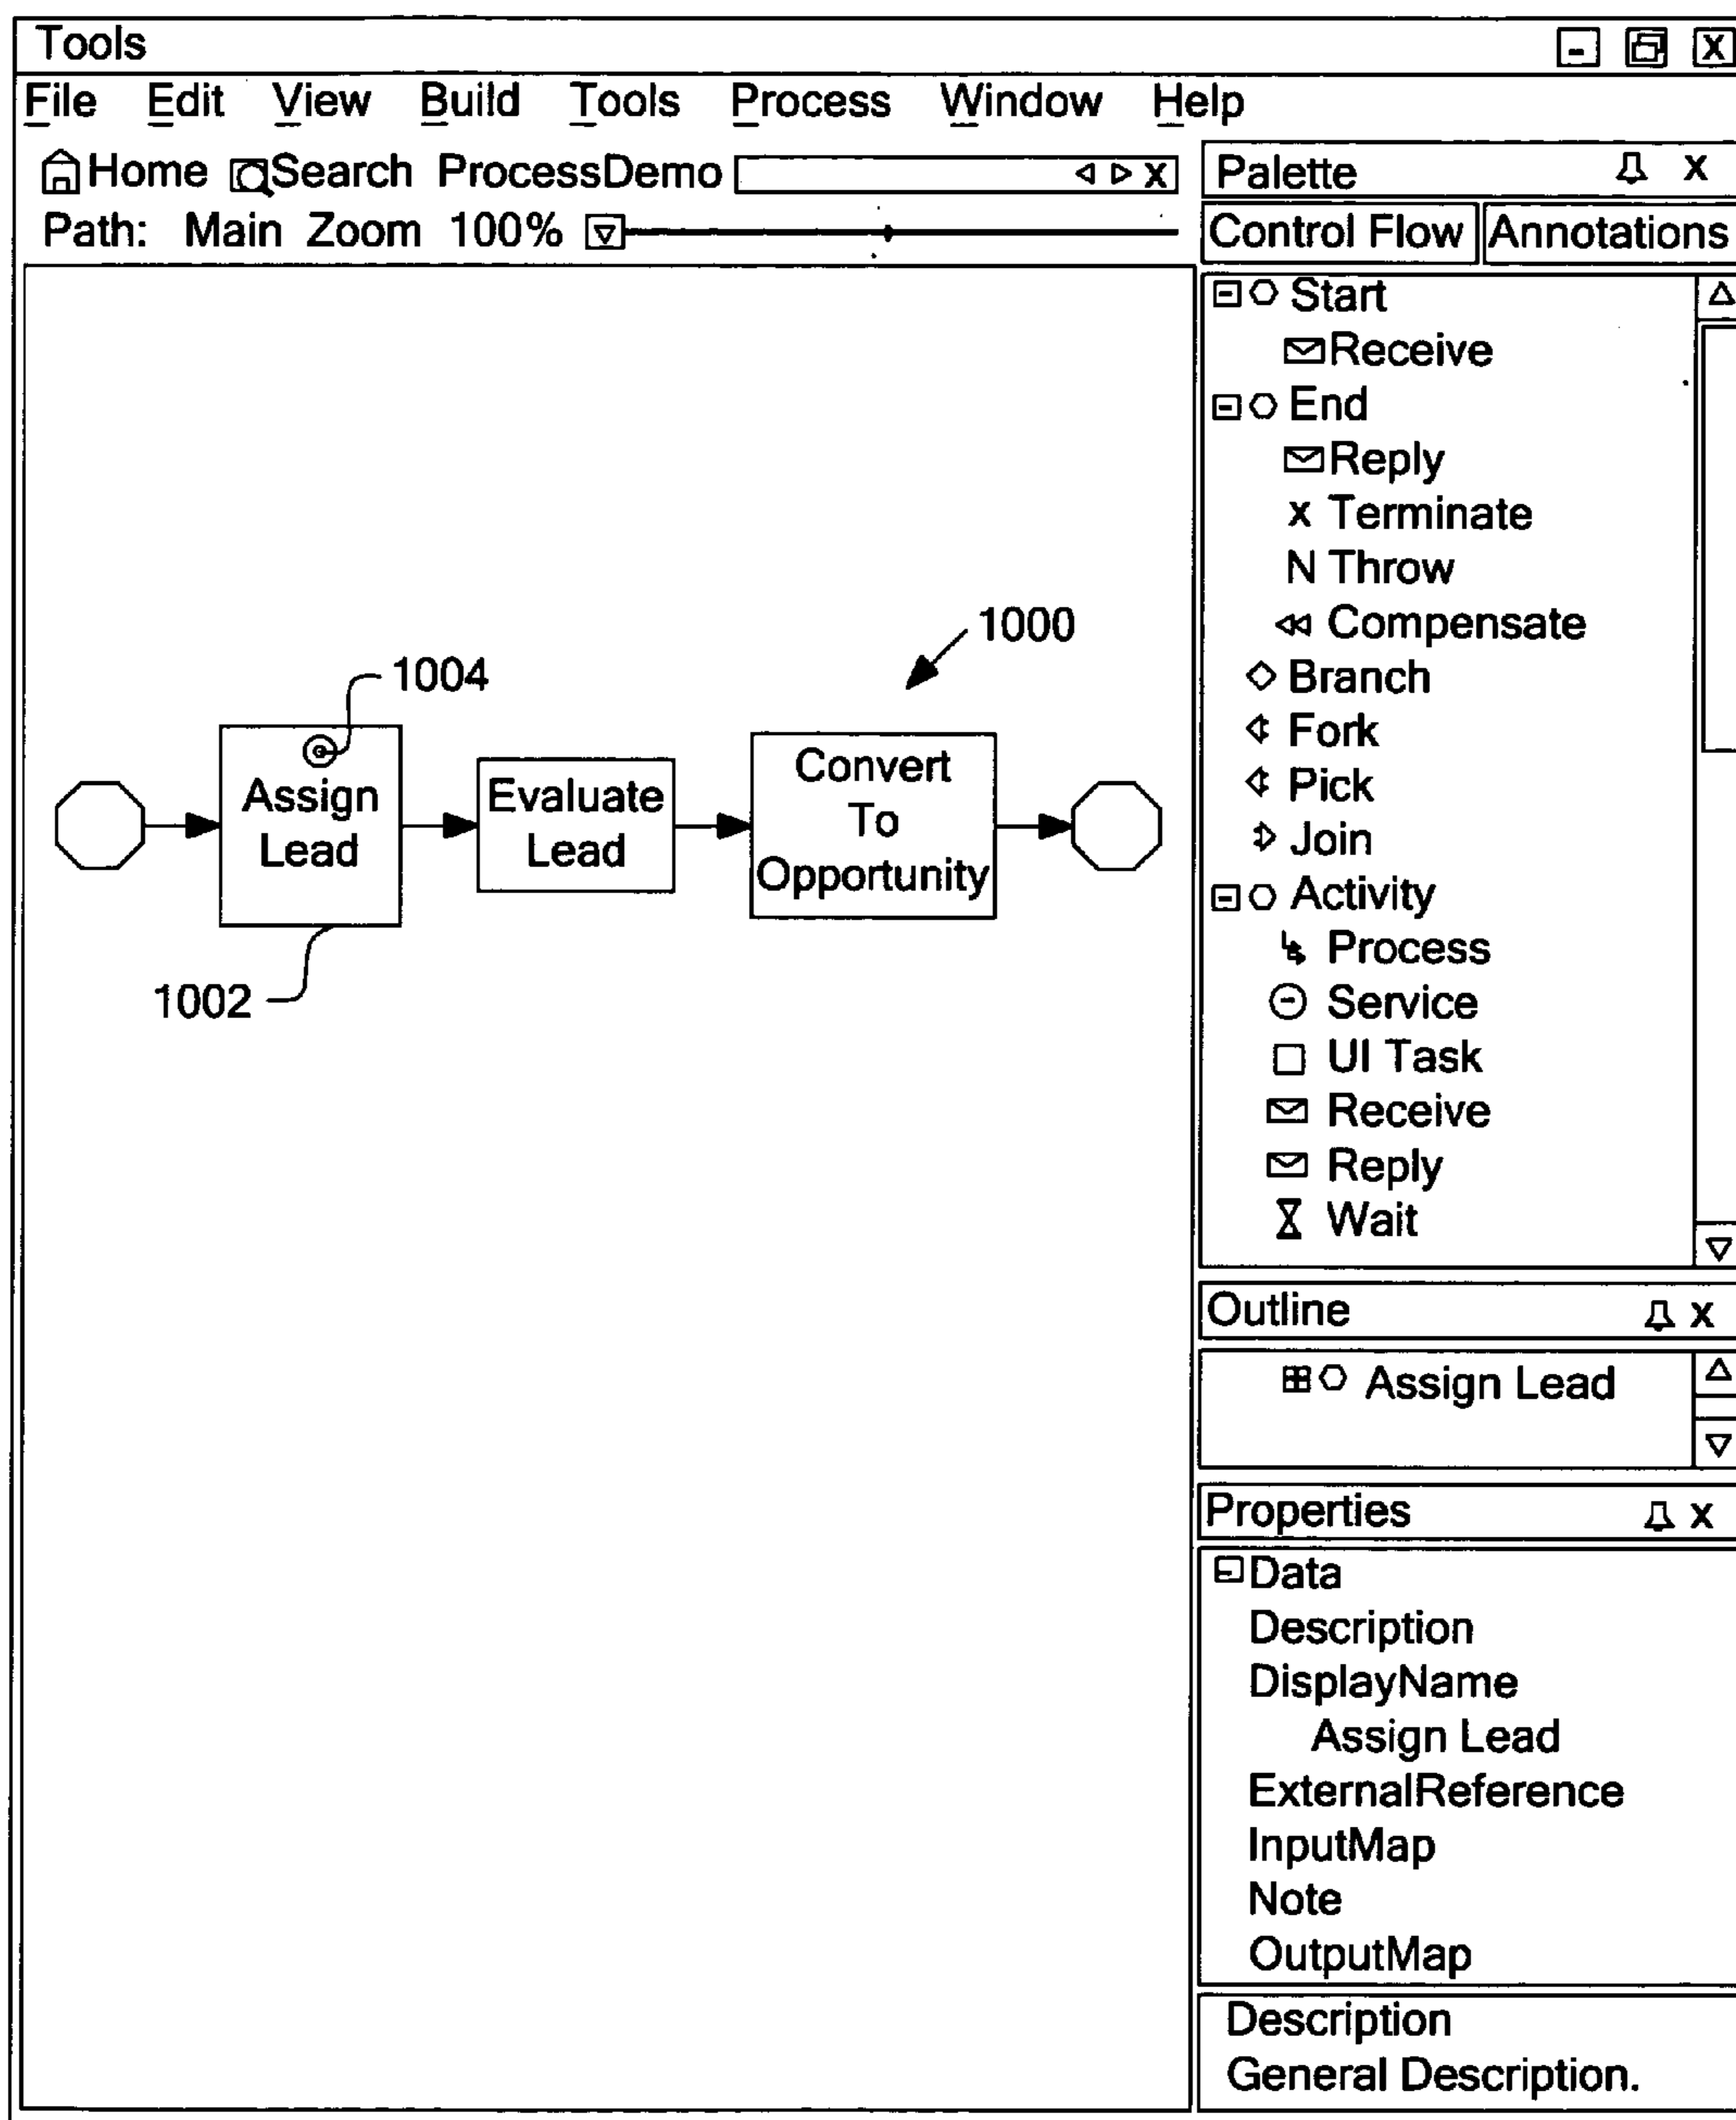 Tools
File Edit View Build Tools Process Window Help
Home Search ProcessDemo
Path: Main Zoom 100%
1000
1004
Assign
Lead
Evaluate
Lead
Convert
To
Opportunity
1002
Palette X
Control Flow Annotations
Start
Receive
End
Reply
x Terminate
N Throw
Compensate
Branch
Fork
Pick
Join
Activity
Process
Service
UI Task
Receive
Reply
Wait
Outline X
Assign Lead
Properties X
Data
Description
DisplayName
Assign Lead
ExternalReference
InputMap
Note
OutputMap
Description
General Description.